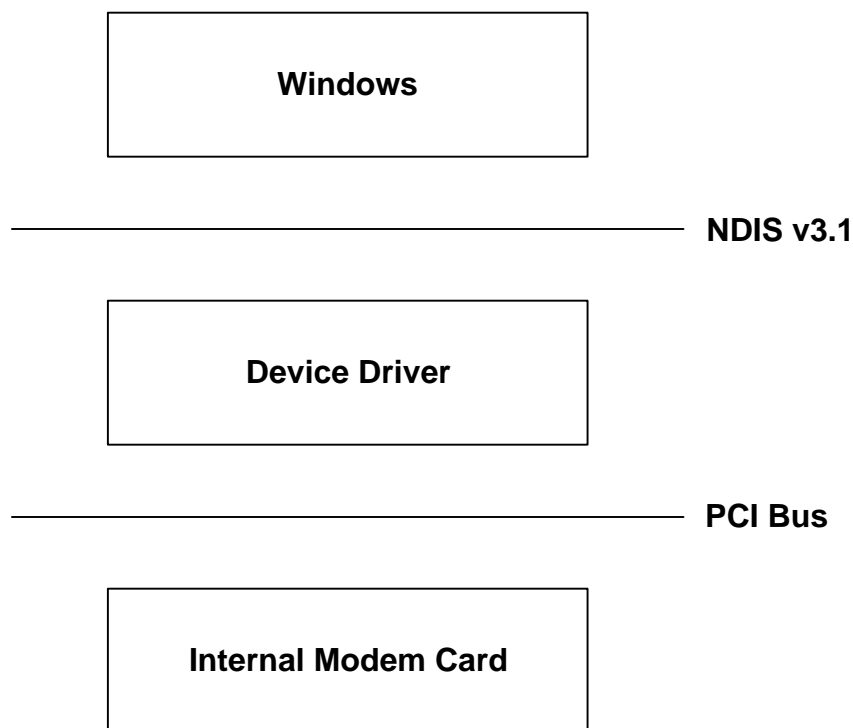 Windows
NDIS v3.1
Device Driver
PCI Bus
Internal Modem Card